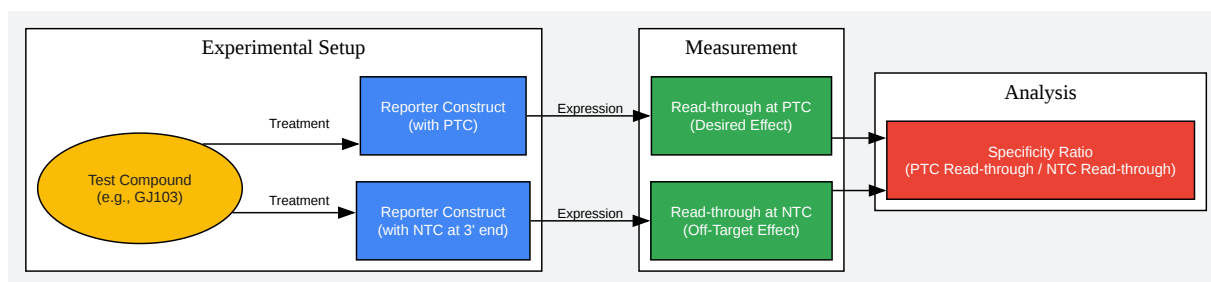 Experimental Setup
Test Compound
(e.g., GJ103)
Treatment
Treatment
Reporter Construct
(with PTC)
Reporter Construct
(with NTC at 3' end)
Expression
Expression
Measurement
Read-through at PTC
(Desired Effect)
Read-through at NTC
(Off-Target Effect)
Analysis
Specificity Ratio
(PTC Read-through / NTC Read-through)